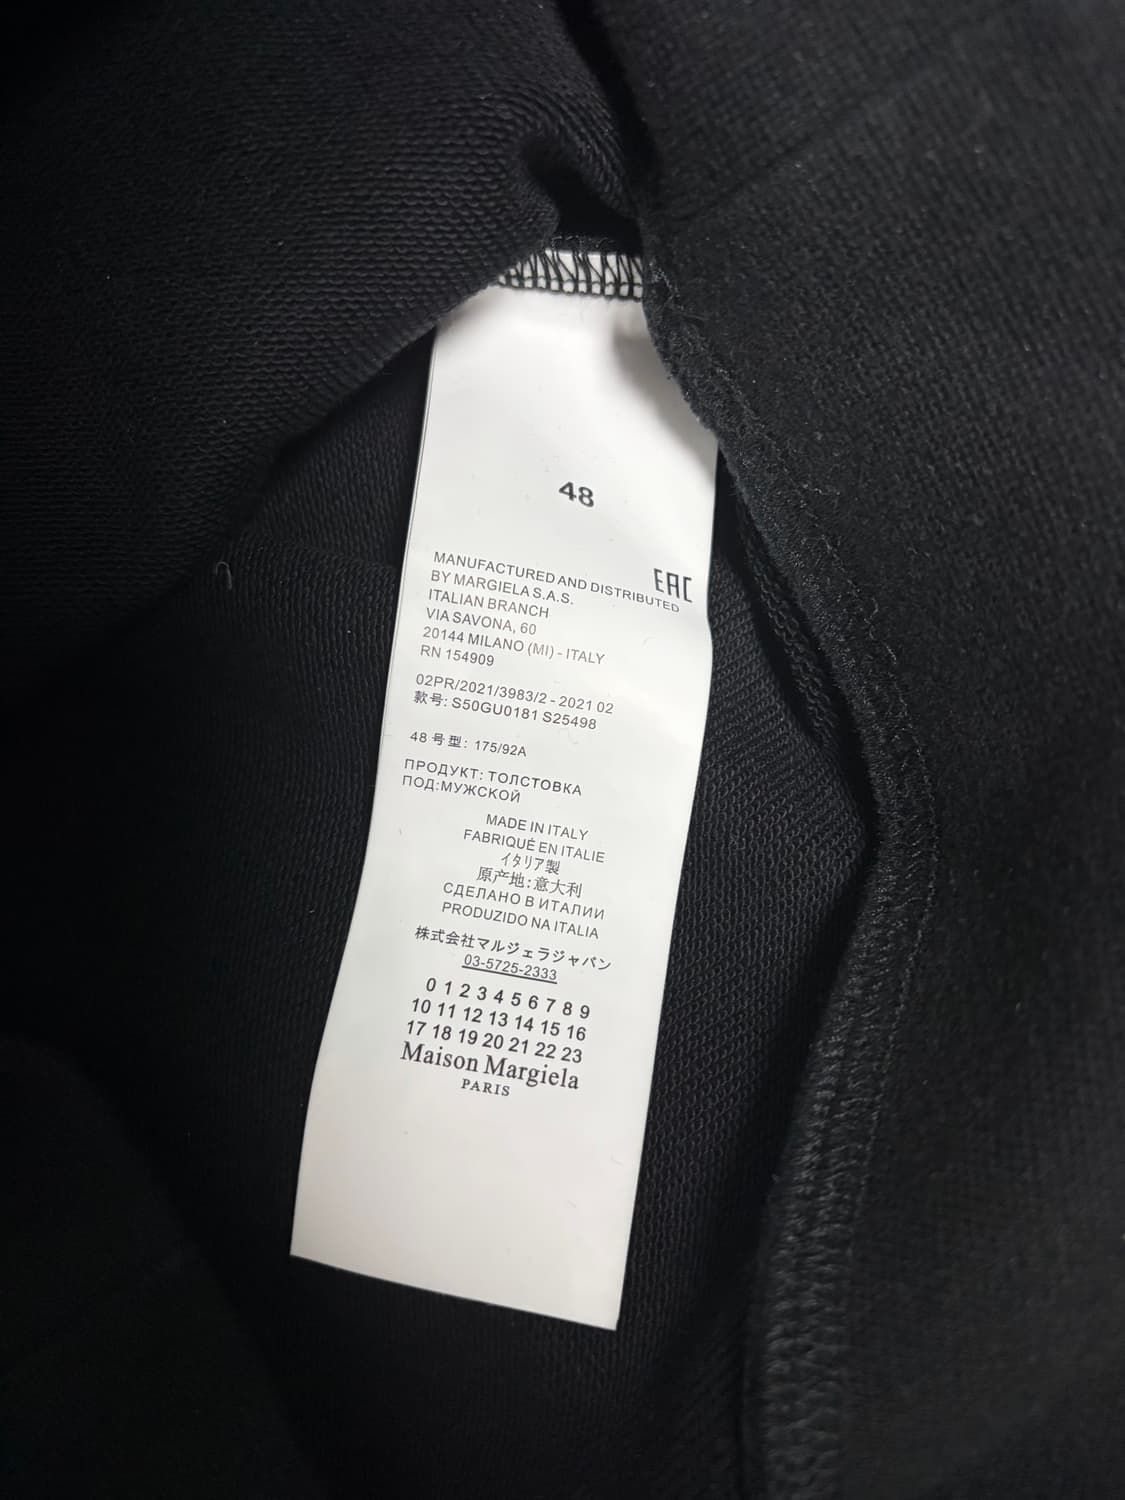 48
EAC
MANUFACTURED AND DISTRIBUTED
BY MARGIELA S.A.S.
ITALIAN BRANCH
VIA SAVONA, 60
20144 MILANO (MI) - ITALY
RN 154909
02PR/2021/3983/2 - 2021 02
款号: S50GU0181 S25498
48 号型: 175/92A
ПРОДУКТ: ТОЛСТОВКА
ПОД:МУЖСКОЙ
MADE IN ITALY
FABRIQUÉ EN ITALIE
イタリア製
原产地:意大利
СДЕЛАНО В ИТАЛИИ
PRODUZIDO NA ITALIA
株式会社マルジェラジャパン
03-5725-2333
0 1 2 3 4 5 6 7 8 9
10 11 12 13 14 15 16
17 18 19 20 21 22 23
Maison Margiela
PARIS